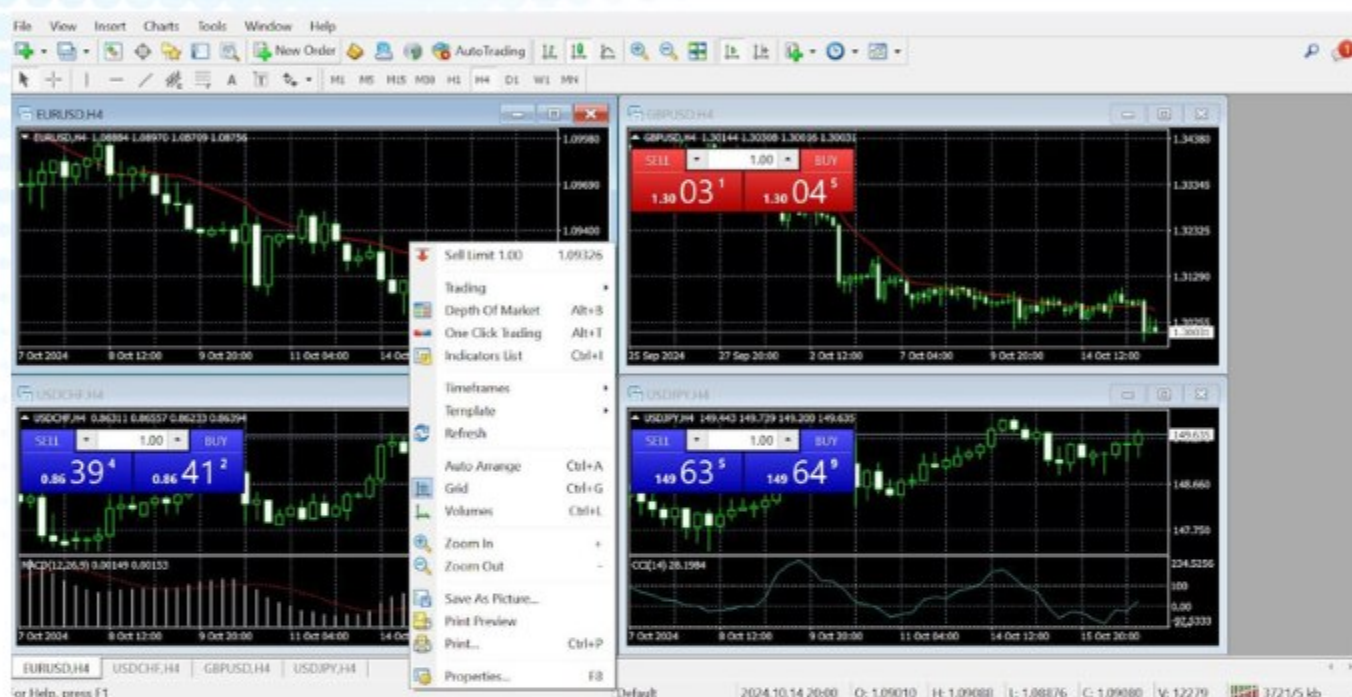 File View Insert Charts Tools Window Help
New Order AutoTrading
A T M1 M5 M15 M30 H1 H4 D1 W1 MN
EURUSD,H4
EURUSD,H4 1.08884 1.08970 1.08709 1.08756
1.09980
1.09690
1.09400
7 Oct 2024 8 Oct 12:00 9 Oct 20:00 11 Oct 04:00 14 Oc
GBPUSD,H4
GBPUSD,H4 1.30144 1.30308 1.30016 1.30031
SELL 1.00 BUY
1.30 03 1 1.30 04 5
1.34380
1.33345
1.32325
1.31290
1.30255
1.30031
25 Sep 2024 27 Sep 20:00 2 Oct 12:00 7 Oct 04:00 9 Oct 20:00 14 Oct 12:00
Sell Limit 1.00 1.09326
Trading
Depth Of Market Alt+B
One Click Trading Alt+T
Indicators List Ctrl+I
Timeframes
Template
Refresh
Auto Arrange Ctrl+A
Grid Ctrl+G
Volumes Ctrl+L
Zoom In +
Zoom Out -
Save As Picture...
Print Preview
Print... Ctrl+P
Properties... F8
USDCHF,H4
USDCHF,H4 0.86311 0.86557 0.86233 0.86394
SELL 1.00 BUY
0.86 39 4 0.86 41 2
MACD(12,26,9) 0.00149 0.00153
7 Oct 2024 8 Oct 12:00 9 Oct 20:00 11 Oct 04:00 14 Oc
USDJPY,H4
USDJPY,H4 149.443 149.739 149.200 149.635
SELL 1.00 BUY
149 63 5 149 64 9
149.635
148.660
147.750
CCI(14) 28.1984
234.5256
100
0.00
-97.5333
7 Oct 2024 8 Oct 12:00 9 Oct 20:00 11 Oct 04:00 14 Oct 12:00 15 Oct 20:00
EURUSD,H4 USDCHF,H4 GBPUSD,H4 USDJPY,H4
or Help, press F1 Default 2024.10.14 20:00 O: 1.09010 H: 1.09088 L: 1.08876 C: 1.09080 V: 12279 3721/5 kb